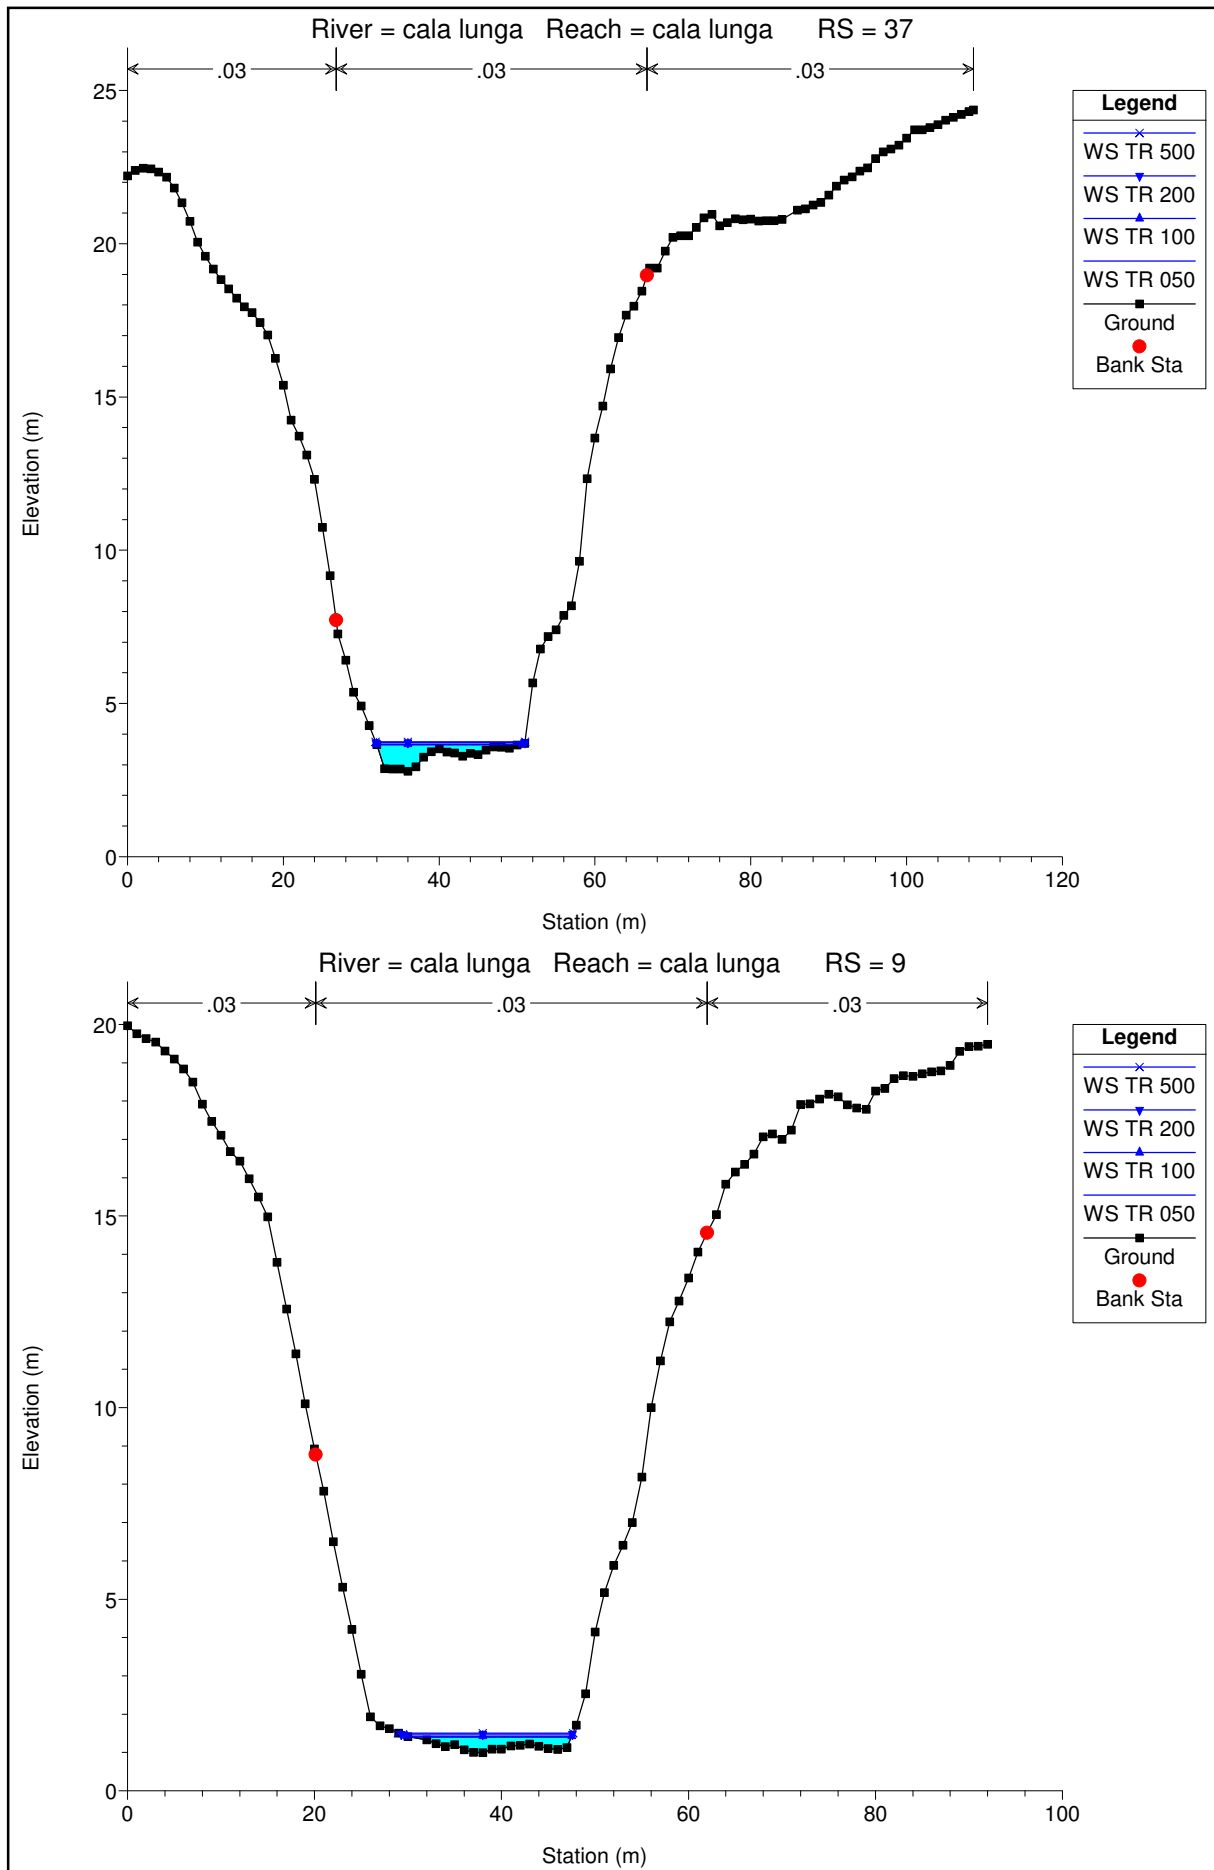 River = cala lunga Reach = cala lunga RS = 37
.03 .03 .03
Legend
WS TR 500
WS TR 200
WS TR 100
WS TR 050
Ground
Bank Sta
25
20
15
10
5
0
Elevation (m)
0 20 40 60 80 100 120
Station (m)
River = cala lunga Reach = cala lunga RS = 9
.03 .03 .03
Legend
WS TR 500
WS TR 200
WS TR 100
WS TR 050
Ground
Bank Sta
20
15
10
5
0
Elevation (m)
0 20 40 60 80 100
Station (m)